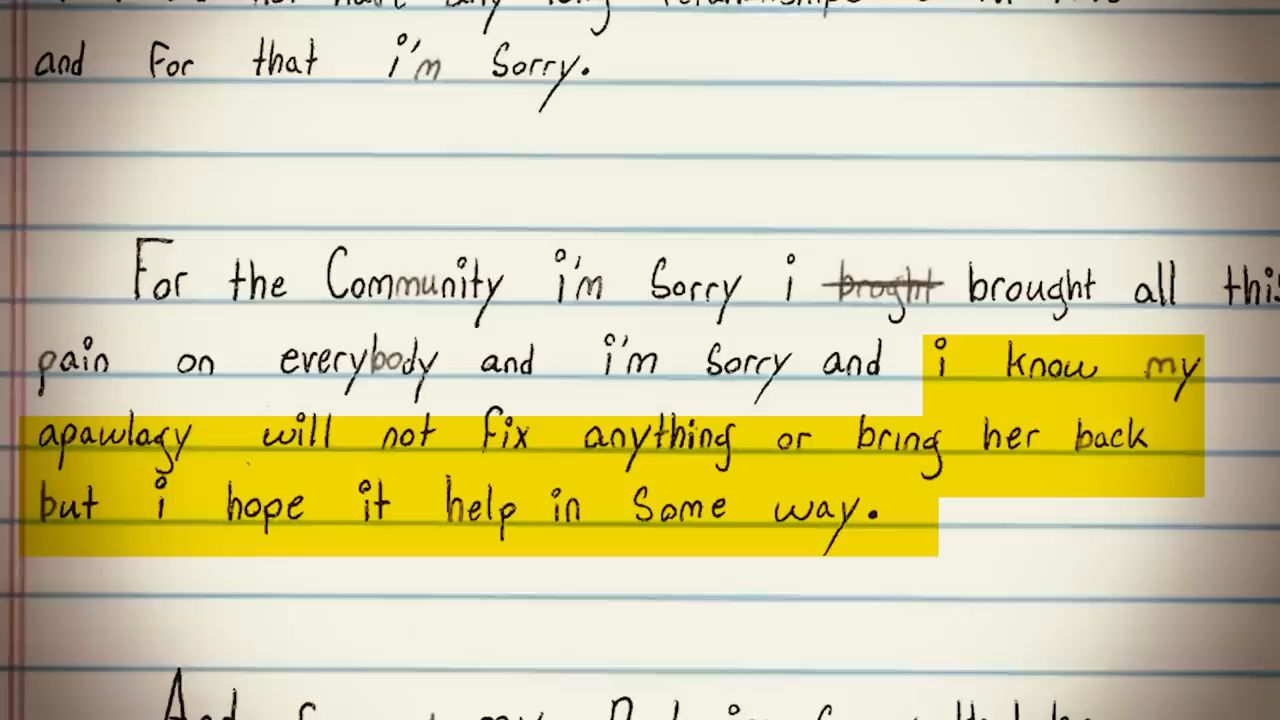 and for that i'm Sorry.
For the Community i'm Sorry i broght brought all this
pain on everybody and i'm Sorry and i know my
apawlagy will not fix anything or bring her back
but i hope it help in Some way.